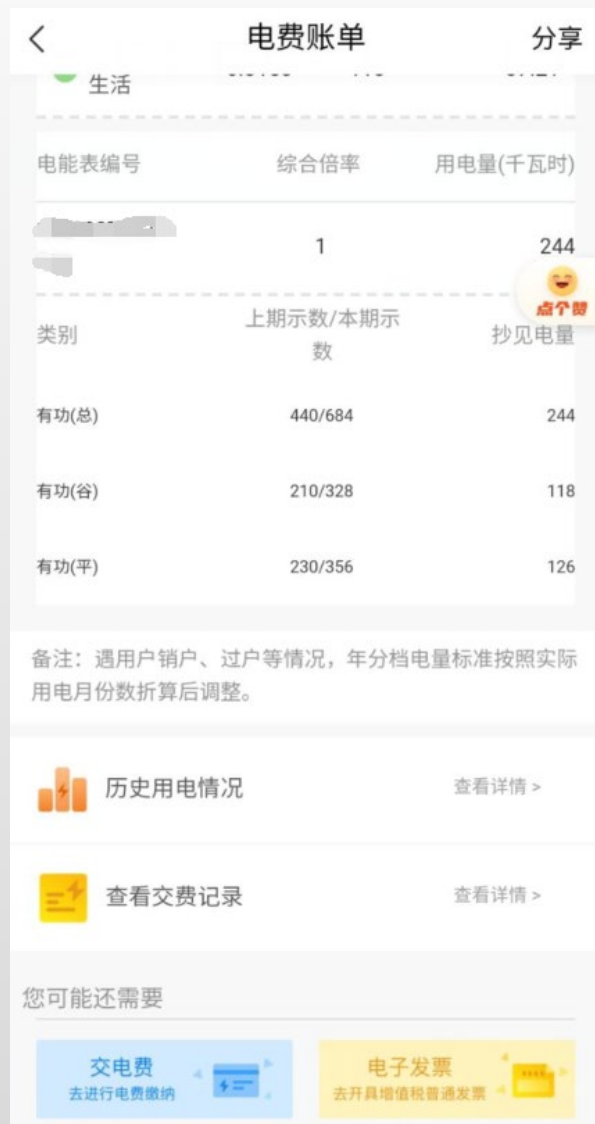 电费账单
分享
生活
电能表编号 综合倍率 用电量(千瓦时)
1 244
点个赞
类别 上期示数/本期示 抄见电量
数
有功(总) 440/684 244
有功(谷) 210/328 118
有功(平) 230/356 126
备注：遇用户销户、过户等情况，年分档电量标准按照实际
用电月份数折算后调整。
历史用电情况 查看详情 >
查看交费记录 查看详情 >
您可能还需要
交电费
去进行电费缴纳
电子发票
去开具增值税普通发票